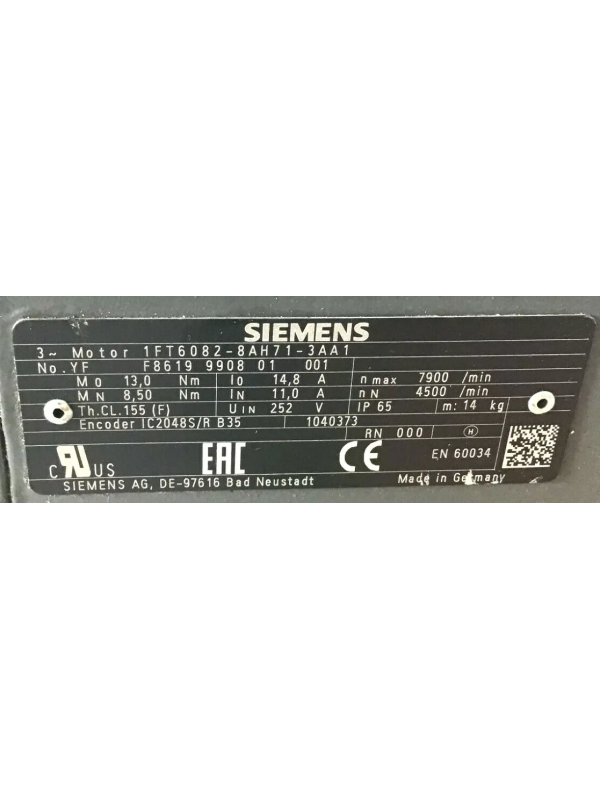 SIEMENS
3~ Motor 1FT6082-8AH71-3AA1
No.YF F8619 9908 01 001
M0 13,0 Nm I0 14,8 A n max 7900 /min
MN 8,50 Nm IN 11,0 A nN 4500 /min
Th.CL.155 (F) UIN 252 V IP 65 m: 14 kg
Encoder IC2048S/R B35 1040373
RN 000 H
C RU US EAC CE EN 60034
SIEMENS AG, DE-97616 Bad Neustadt Made in Germany